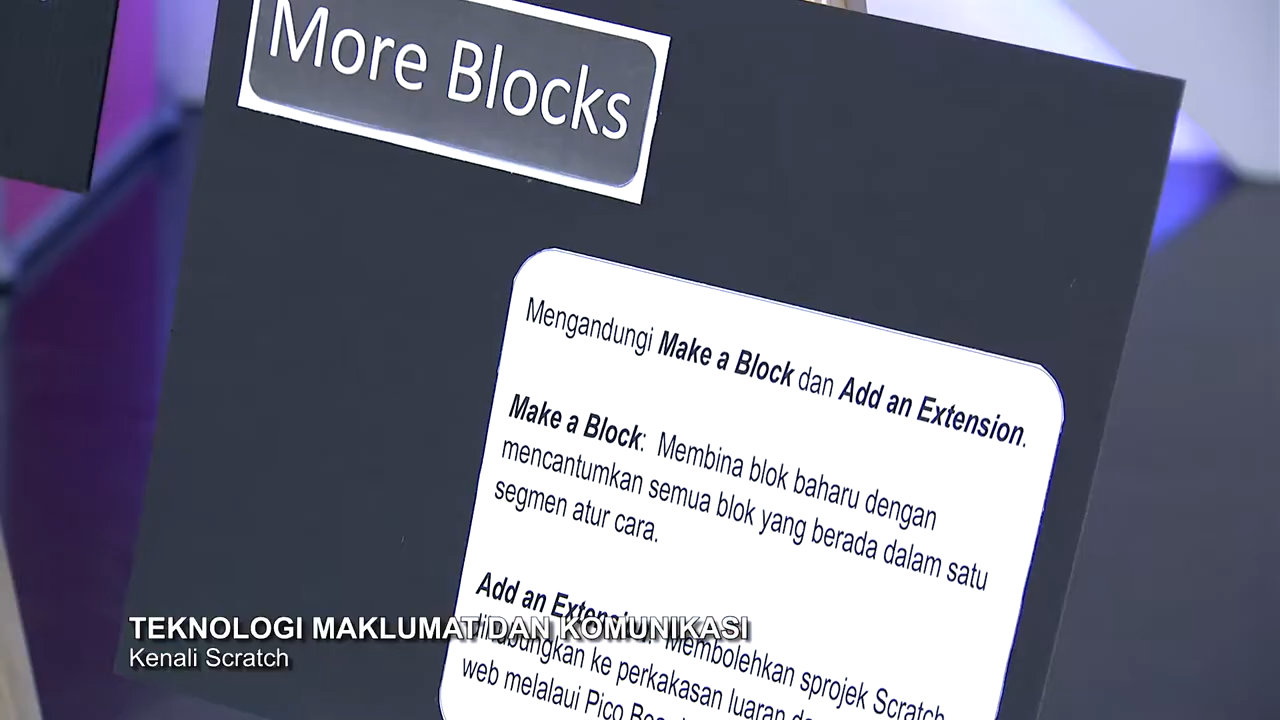 More Blocks
Mengandungi Make a Block dan Add an Extension.
Make a Block: Membina blok baharu dengan
mencantumkan semua blok yang berada dalam satu
segmen atur cara.
Add an Extension: Membolehkan sprojek Scratch
dihubungkan ke perkakasan luaran
web melalaui Pico
TEKNOLOGI MAKLUMAT DAN KOMUNIKASI
Kenali Scratch